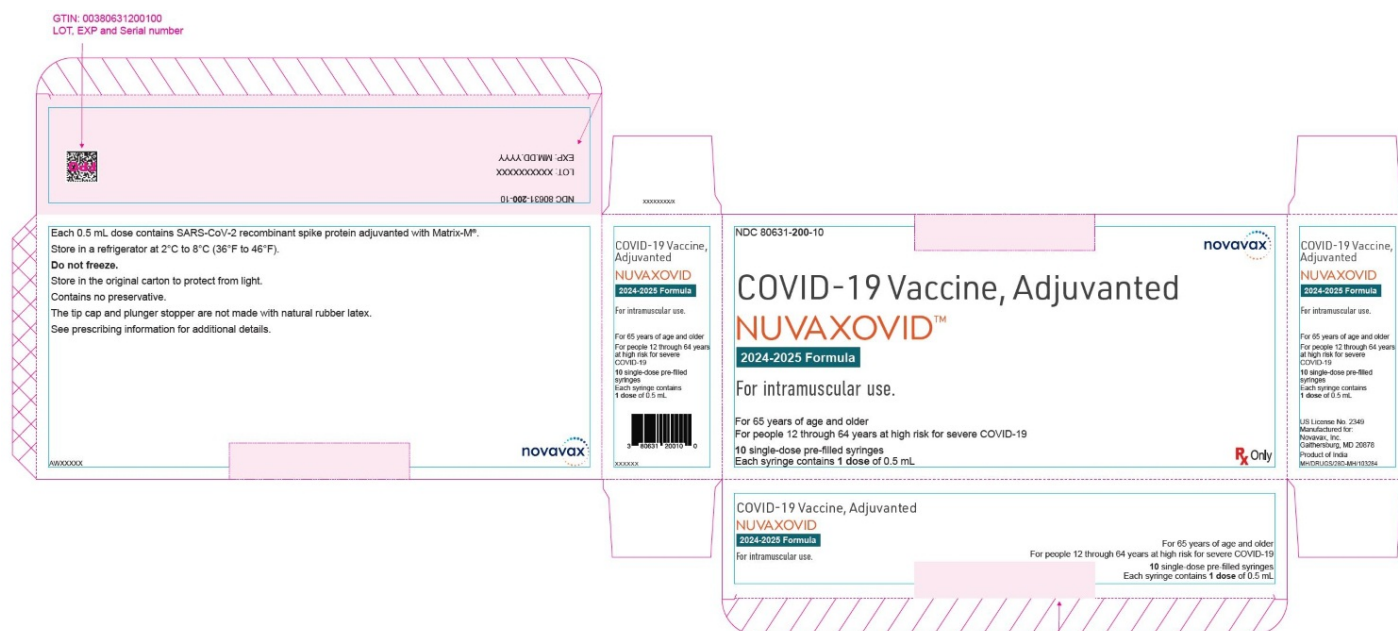 GTIN: 00380631200100
LOT, EXP and Serial number
EXP: MM.DD.YYYY
LOT: XXXXXXXXXX
NDC 80631-200-10
Each 0.5 mL dose contains SARS-CoV-2 recombinant spike protein adjuvanted with Matrix-M®.
Store in a refrigerator at 2°C to 8°C (36°F to 46°F).
Do not freeze.
Store in the original carton to protect from light.
Contains no preservative.
The tip cap and plunger stopper are not made with natural rubber latex.
See prescribing information for additional details.
novavax
AWXXXXX
XXXXXXXXX
COVID-19 Vaccine,
Adjuvanted
NUVAXOVID
2024-2025 Formula
For intramuscular use.
For 65 years of age and older
For people 12 through 64 years
at high risk for severe
COVID-19
10 single-dose pre-filled
syringes
Each syringe contains
1 dose of 0.5 mL
3 80631 20010 0
XXXXXX
NDC 80631-200-10
novavax
COVID-19 Vaccine, Adjuvanted
NUVAXOVID™
2024-2025 Formula
For intramuscular use.
For 65 years of age and older
For people 12 through 64 years at high risk for severe COVID-19
10 single-dose pre-filled syringes
Each syringe contains 1 dose of 0.5 mL
Rx Only
COVID-19 Vaccine, Adjuvanted
NUVAXOVID
2024-2025 Formula
For intramuscular use.
For 65 years of age and older
For people 12 through 64 years at high risk for severe COVID-19
10 single-dose pre-filled syringes
Each syringe contains 1 dose of 0.5 mL
COVID-19 Vaccine,
Adjuvanted
NUVAXOVID
2024-2025 Formula
For intramuscular use.
For 65 years of age and older
For people 12 through 64 years
at high risk for severe
COVID-19
10 single-dose pre-filled
syringes
Each syringe contains
1 dose of 0.5 mL
US License No. 2349
Manufactured for:
Novavax, Inc.
Gaithersburg, MD 20878
Product of India
MH/DRUGS/28D-MH/103284